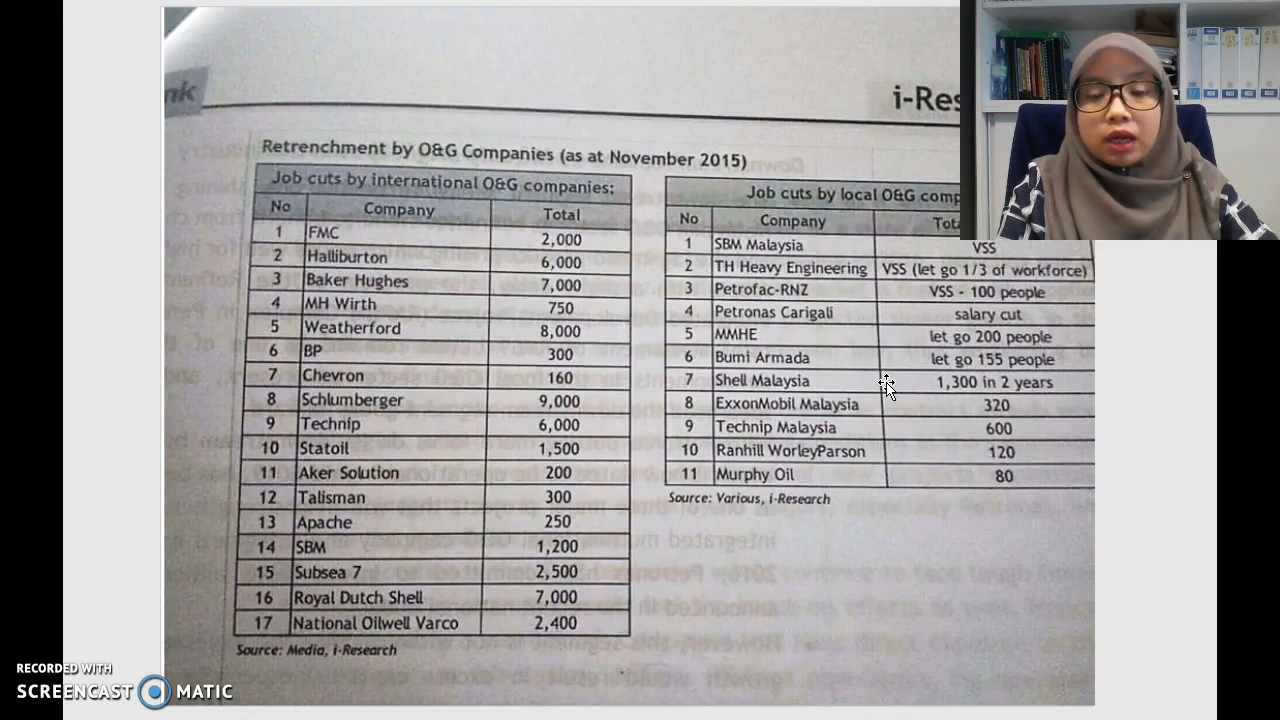 nk
i-Res
Retrenchment by O&G Companies (as at November 2015)
Job cuts by international O&G companies:
No Company Total
1 FMC 2,000
2 Halliburton 6,000
3 Baker Hughes 7,000
4 MH Wirth 750
5 Weatherford 8,000
6 BP 300
7 Chevron 160
8 Schlumberger 9,000
9 Technip 6,000
10 Statoil 1,500
11 Aker Solution 200
12 Talisman 300
13 Apache 250
14 SBM 1,200
15 Subsea 7 2,500
16 Royal Dutch Shell 7,000
17 National Oilwell Varco 2,400
Source: Media, i-Research
Job cuts by local O&G comp
No Company Tota
1 SBM Malaysia VSS
2 TH Heavy Engineering VSS (let go 1/3 of workforce)
3 Petrofac-RNZ VSS - 100 people
4 Petronas Carigali salary cut
5 MMHE let go 200 people
6 Bumi Armada let go 155 people
7 Shell Malaysia 1,300 in 2 years
8 ExxonMobil Malaysia 320
9 Technip Malaysia 600
10 Ranhill WorleyParson 120
11 Murphy Oil 80
Source: Various, i-Research
RECORDED WITH
SCREENCAST MATIC